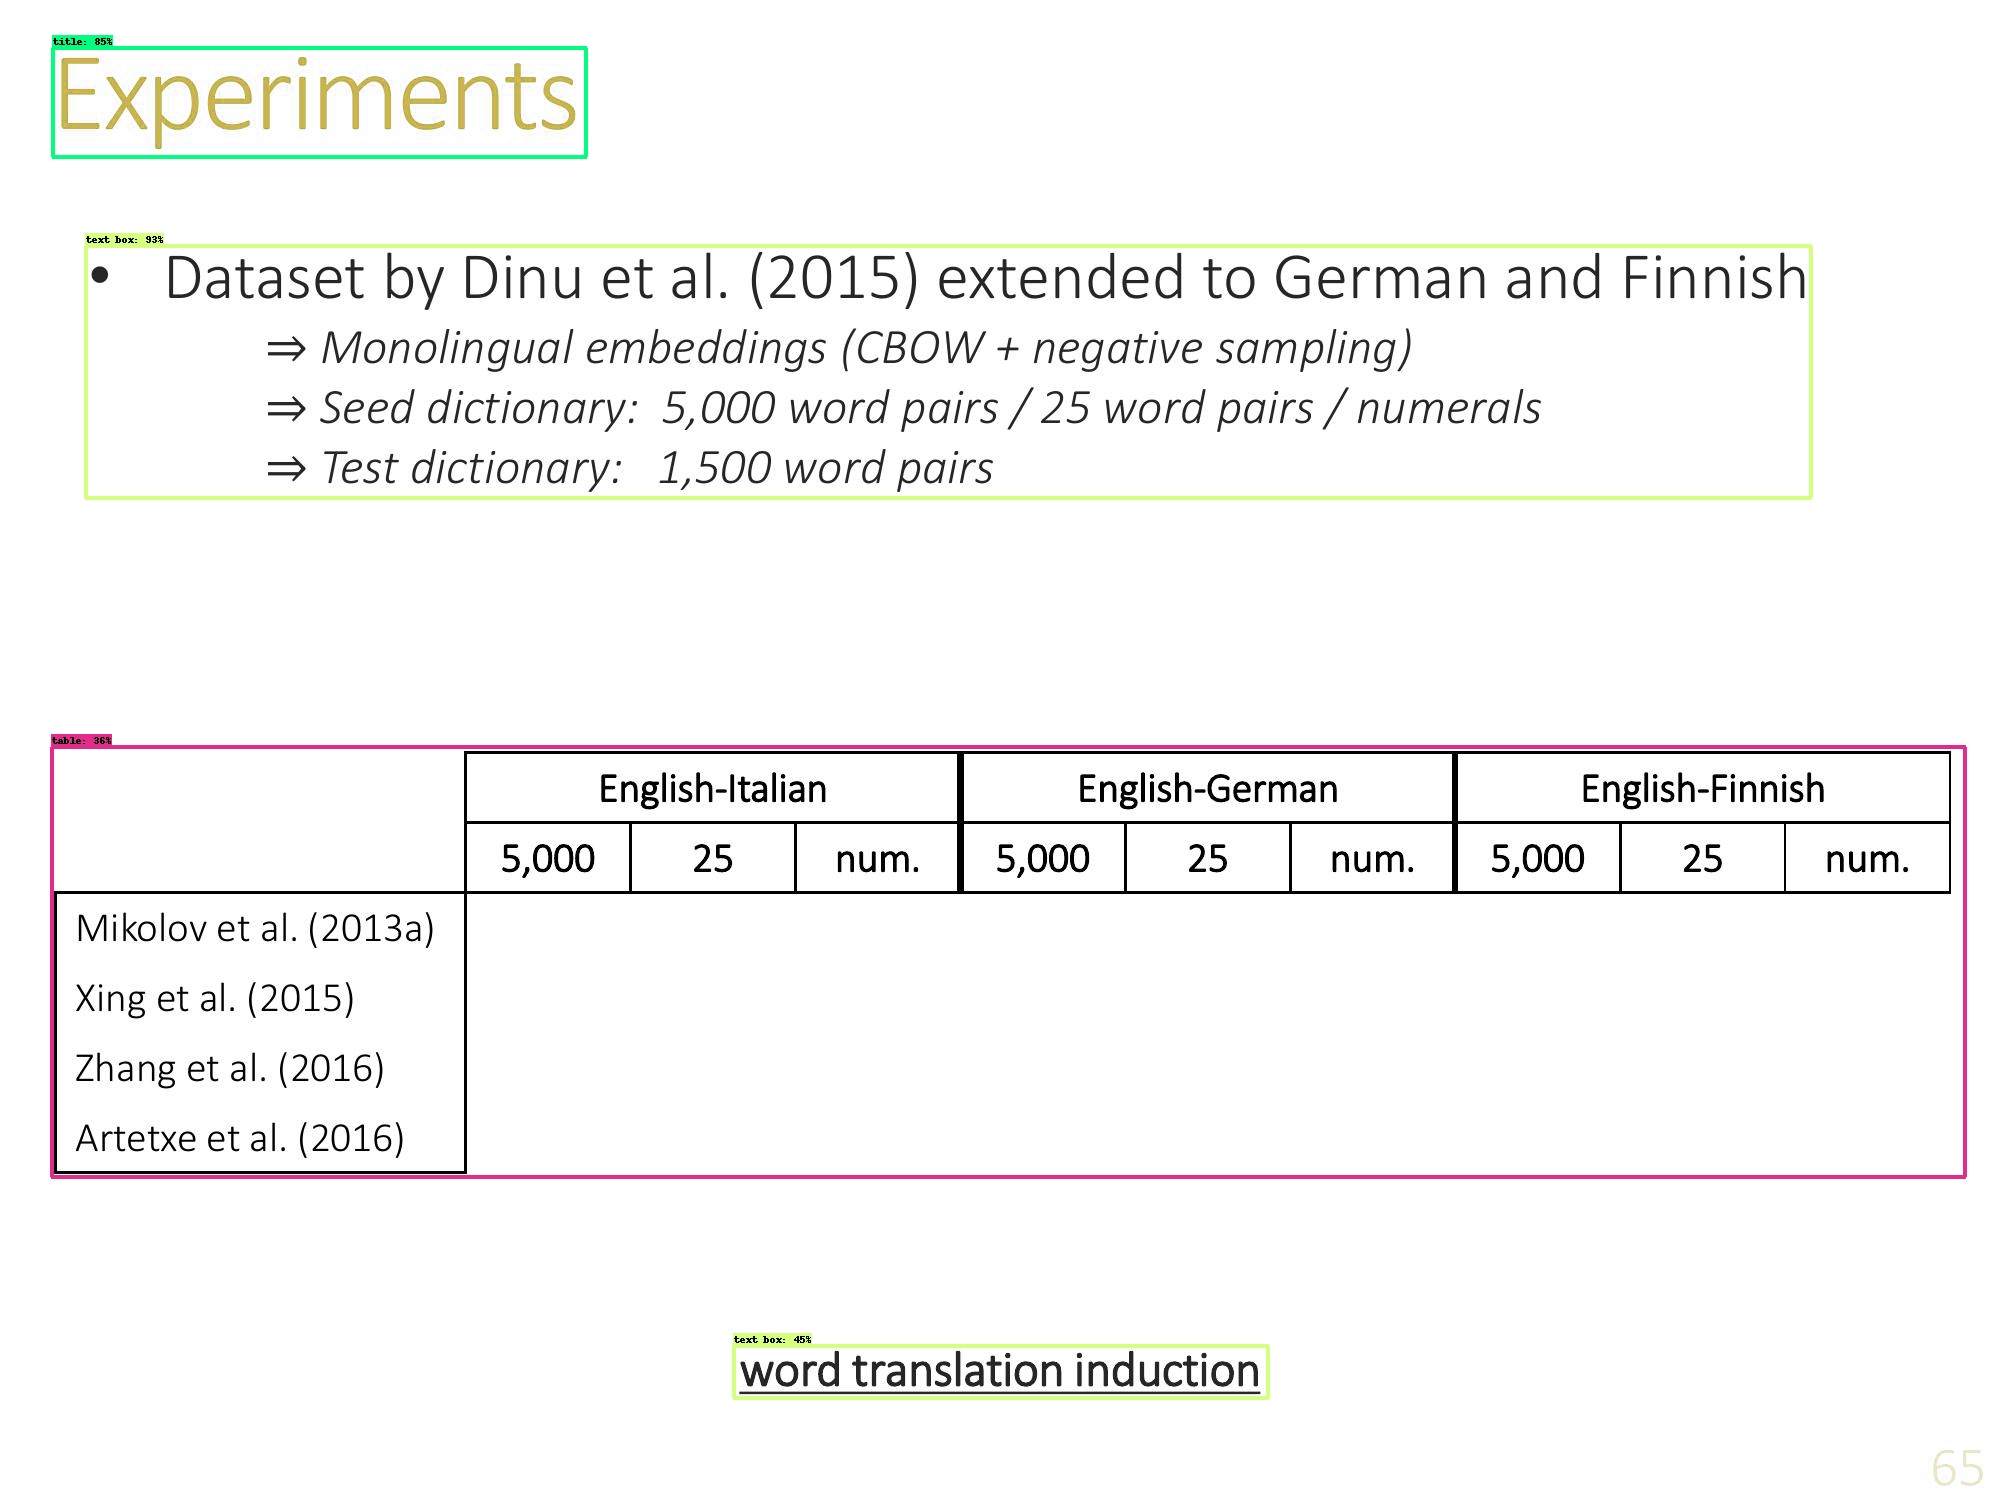 title: 85%
Experiments
text box: 93%
• Dataset by Dinu et al. (2015) extended to German and Finnish
⇒ Monolingual embeddings (CBOW + negative sampling)
⇒ Seed dictionary: 5,000 word pairs / 25 word pairs / numerals
⇒ Test dictionary: 1,500 word pairs
table: 36%
English-Italian English-German English-Finnish
5,000 25 num. 5,000 25 num. 5,000 25 num.
Mikolov et al. (2013a)
Xing et al. (2015)
Zhang et al. (2016)
Artetxe et al. (2016)
text box: 45%
word translation induction
65